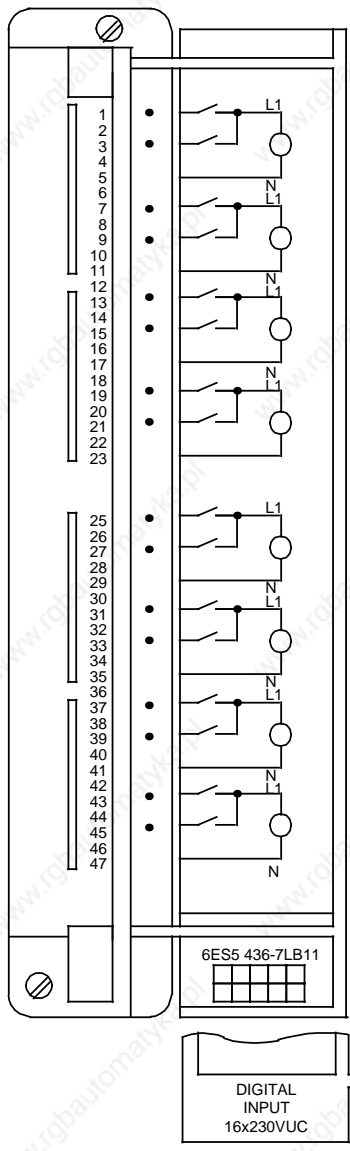 1
2
3
4
5
6
7
8
9
10
11
12
13
14
15
16
17
18
19
20
21
22
23
25
26
27
28
29
30
31
32
33
34
35
36
37
38
39
40
41
42
43
44
45
46
47
L1
N
L1
N
L1
N
L1
N
L1
N
L1
N
L1
N
L1
N
6ES5 436-7LB11
DIGITAL
INPUT
16x230VUC
www.rgbautomatyka.pl